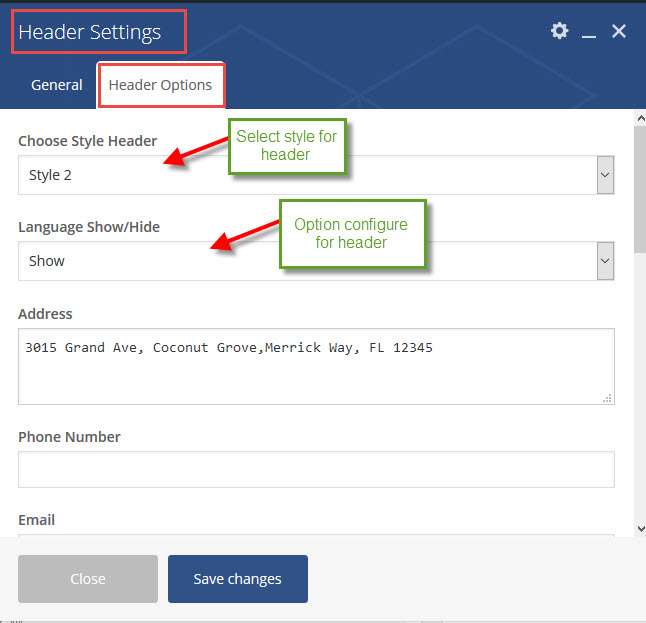 Header Settings
General
Header Options
Choose Style Header
Select style for
header
Style 2
Language Show/Hide
Option configure
for header
Show
Address
3015 Grand Ave, Coconut Grove,Merrick Way, FL 12345
Phone Number
Email
Close
Save changes